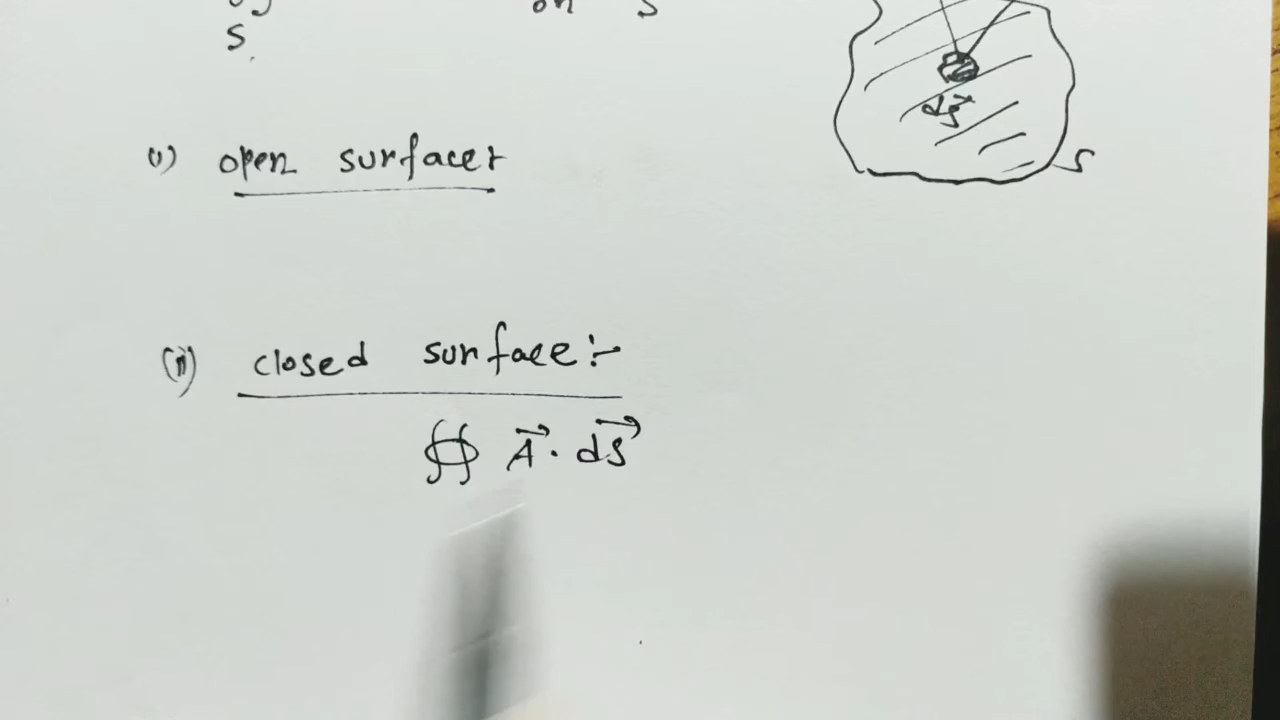 on S
S
dS⃗
S
(i) open surface:-
(ii) closed surface:-
∯ A⃗ · dS⃗